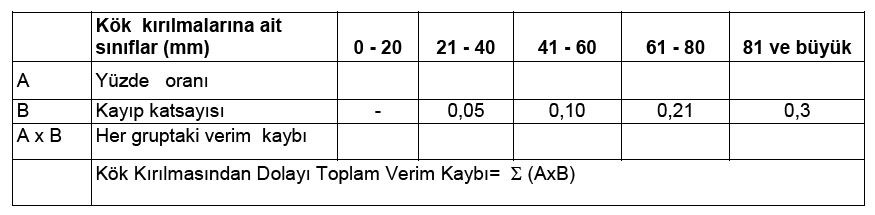 Kök kırılmalarına ait sınıflar (mm) 0 - 20 21 - 40 41 - 60 61 - 80 81 ve büyük
A Yüzde oranı
B Kayıp katsayısı - 0,05 0,10 0,21 0,3
A x B Her gruptaki verim kaybı
Kök Kırılmasından Dolayı Toplam Verim Kaybı= Σ (AxB)